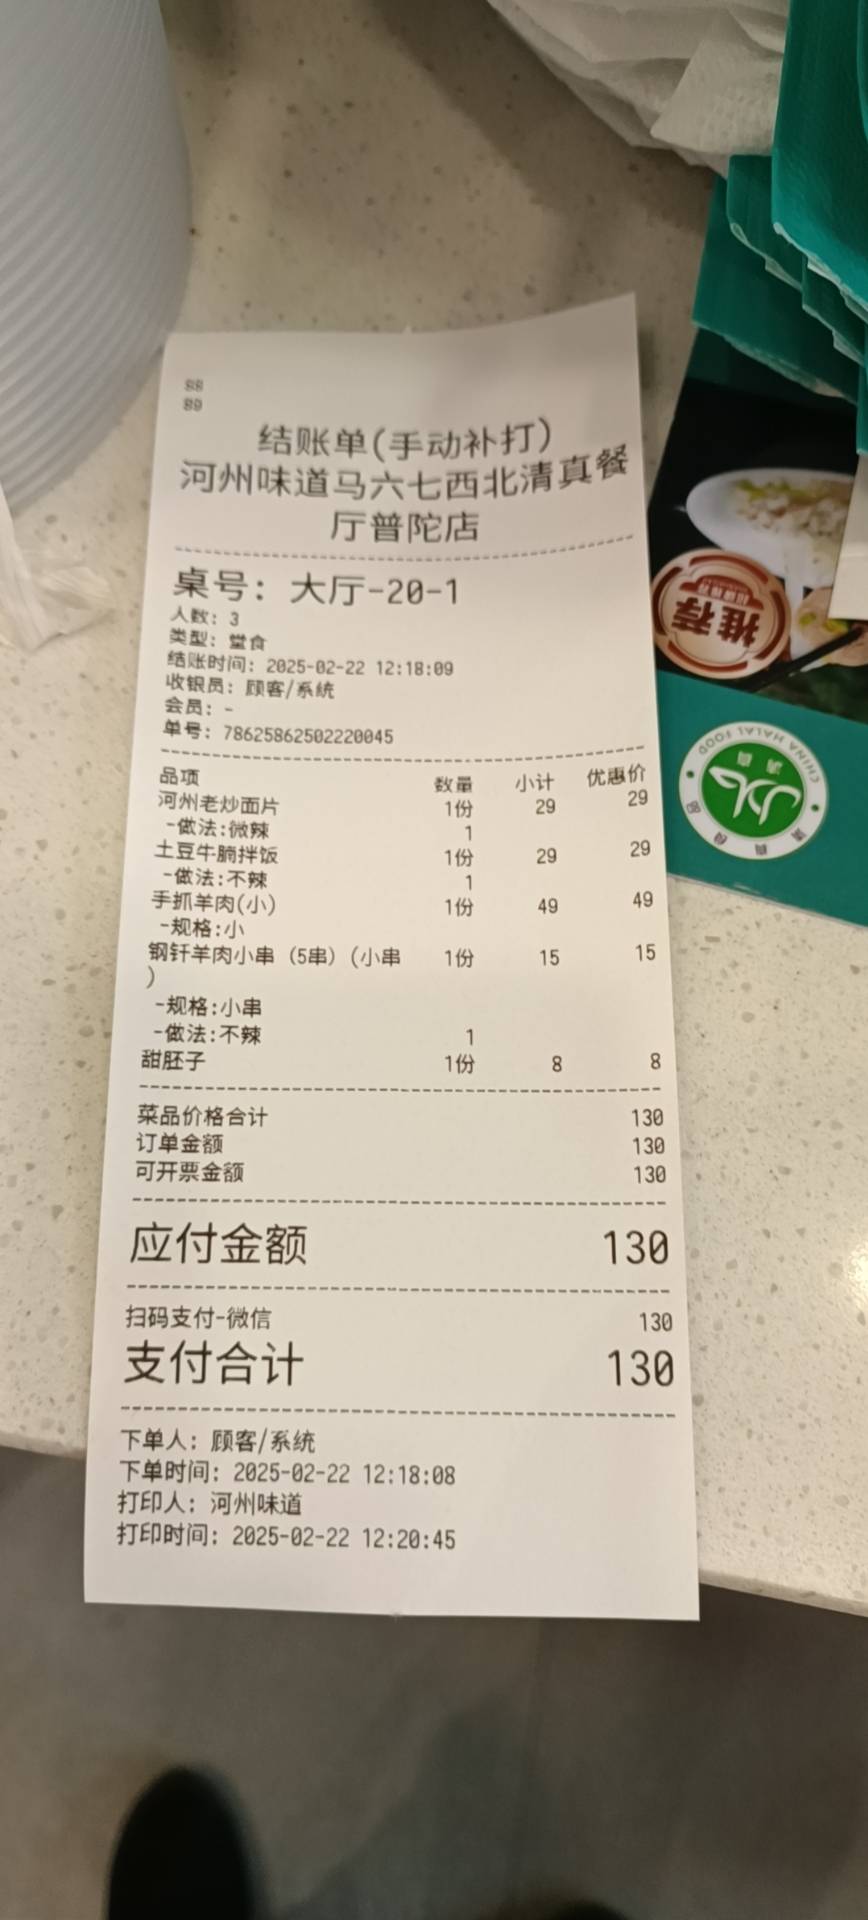 88
89
结账单(手动补打)
河州味道马六七西北清真餐
厅普陀店
桌号: 大厅-20-1
人数: 3
类型: 堂食
结账时间: 2025-02-22 12:18:09
收银员: 顾客/系统
会员: -
单号: 78625862502220045
品项 数量 小计 优惠价
河州老炒面片 1份 29 29
-做法:微辣 1
土豆牛腩拌饭 1份 29 29
-做法:不辣 1
手抓羊肉(小) 1份 49 49
-规格:小
钢钎羊肉小串 (5串) (小串 1份 15 15
)
-规格:小串
-做法:不辣 1
甜胚子 1份 8 8
菜品价格合计 130
订单金额 130
可开票金额 130
应付金额 130
扫码支付-微信 130
支付合计 130
下单人: 顾客/系统
下单时间: 2025-02-22 12:18:08
打印人: 河州味道
打印时间: 2025-02-22 12:20:45
推荐
CHINA HALAL FOOD
清真
حلال